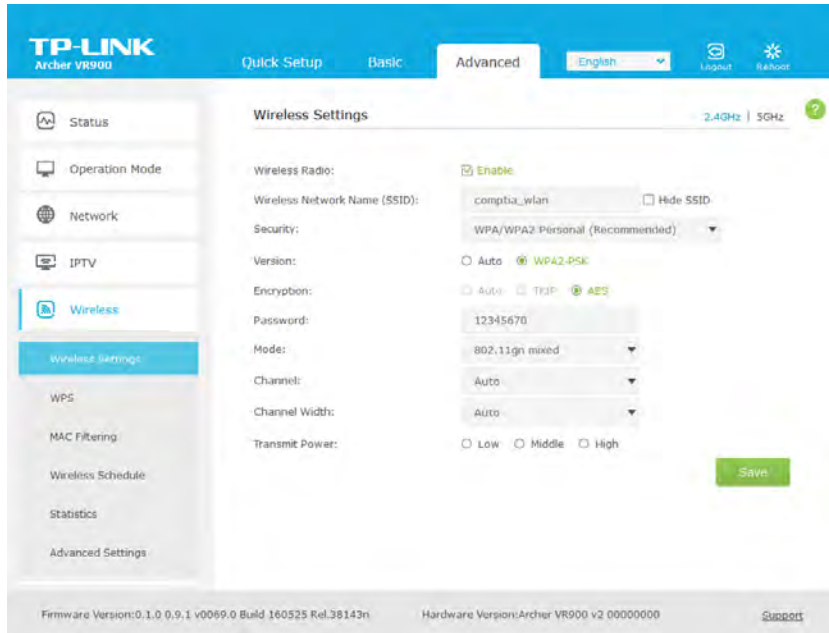 TP-LINK
Archer VR900
Quick Setup Basic Advanced English Logout Reboot
Status
Operation Mode
Network
IPTV
Wireless
Wireless Settings
WPS
MAC Filtering
Wireless Schedule
Statistics
Advanced Settings
Wireless Settings 2.4GHz | 5GHz ?
Wireless Radio: Enable
Wireless Network Name (SSID): comptia_wlan Hide SSID
Security: WPA/WPA2 Personal (Recommended)
Version: Auto WPA2-PSK
Encryption: Auto TKIP AES
Password: 12345670
Mode: 802.11gn mixed
Channel: Auto
Channel Width: Auto
Transmit Power: Low Middle High
Save
Firmware Version:0.1.0 0.9.1 v0069.0 Build 160525 Rel.38143n Hardware Version:Archer VR900 v2 00000000 Support